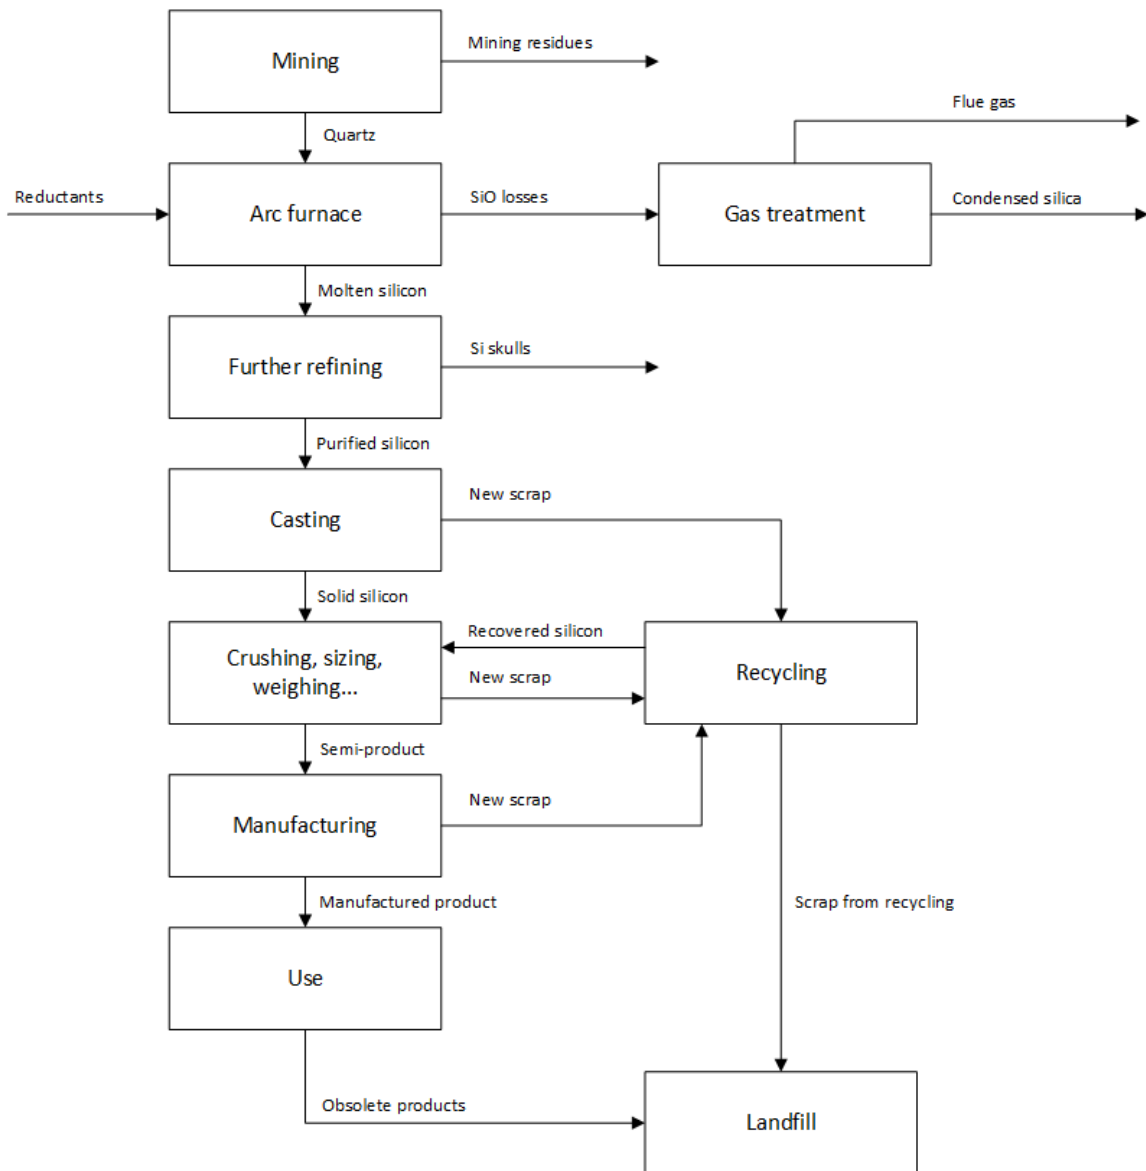 Mining
Mining residues
Quartz
Flue gas
Reductants
Arc furnace
SiO losses
Gas treatment
Condensed silica
Molten silicon
Further refining
Si skulls
Purified silicon
Casting
New scrap
Solid silicon
Crushing, sizing,
weighing...
Recovered silicon
New scrap
Recycling
Semi-product
Manufacturing
New scrap
Manufactured product
Scrap from recycling
Use
Obsolete products
Landfill